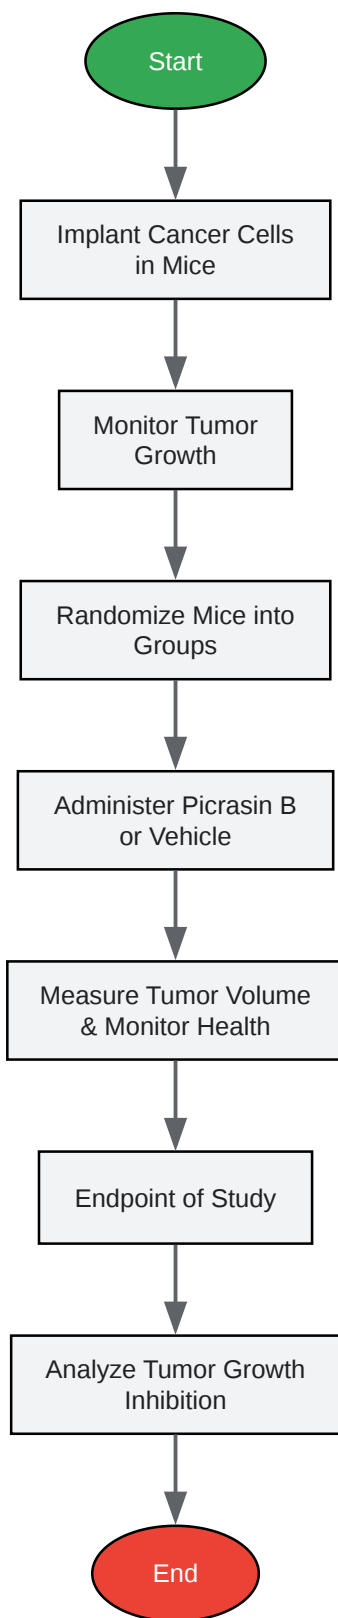 Start
Implant Cancer Cells
in Mice
Monitor Tumor
Growth
Randomize Mice into
Groups
Administer Picrasin B
or Vehicle
Measure Tumor Volume
& Monitor Health
Endpoint of Study
Analyze Tumor Growth
Inhibition
End